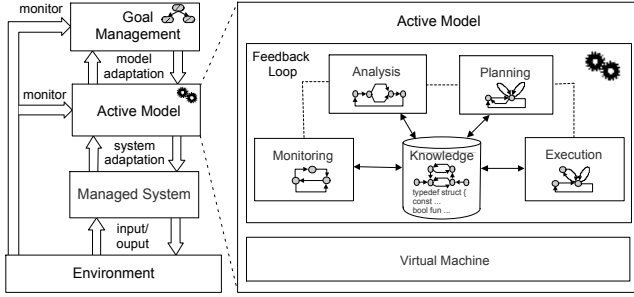 monitor
Goal
Management
model
adaptation
monitor
Active Model
system
adaptation
Managed System
input/
ouput
Environment
Active Model
Feedback
Loop
Analysis
Planning
Monitoring
Knowledge
typedef struct {
const ...
bool fun ...
Execution
Virtual Machine